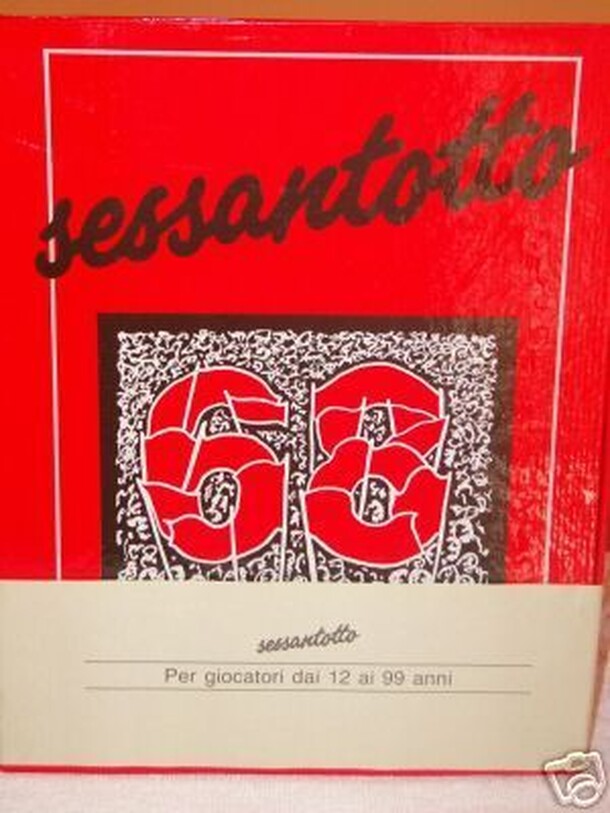 sessantotto
68
sessantotto
Per giocatori dai 12 ai 99 anni